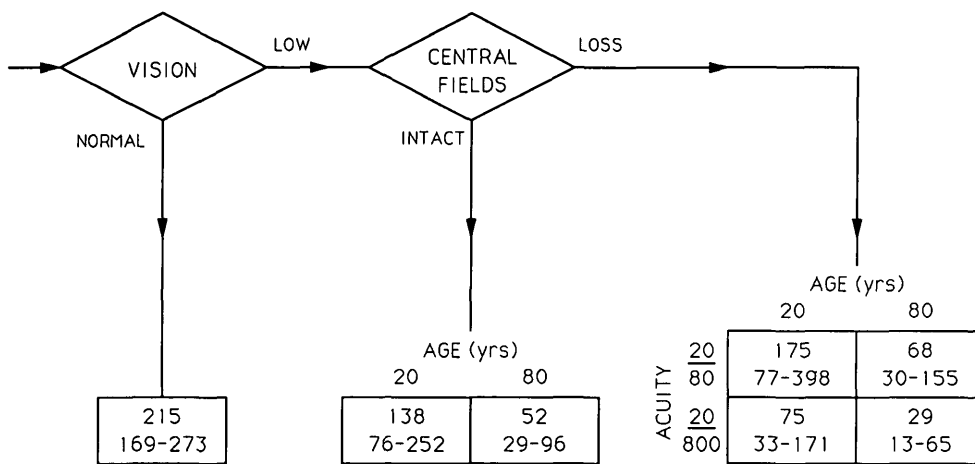 LOW
LOSS
VISION
CENTRAL
FIELDS
NORMAL
INTACT
AGE (yrs)
20 80
AGE (yrs)
20 80
ACUITY
20
80
175 68
77-398 30-155
20
800
75 29
33-171 13-65
215
169-273
138 52
76-252 29-96